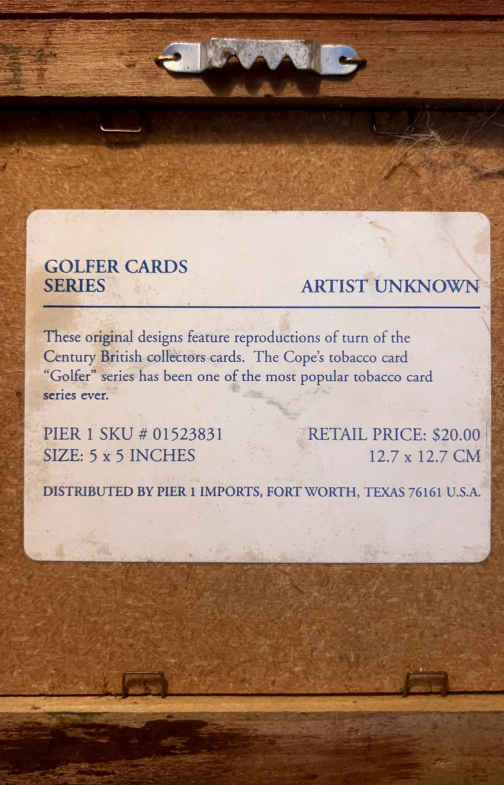 GOLFER CARDS
SERIES
ARTIST UNKNOWN
These original designs feature reproductions of turn of the
Century British collectors cards. The Cope's tobacco card
"Golfer" series has been one of the most popular tobacco card
series ever.
PIER 1 SKU # 01523831
RETAIL PRICE: $20.00
SIZE: 5 x 5 INCHES
12.7 x 12.7 CM
DISTRIBUTED BY PIER 1 IMPORTS, FORT WORTH, TEXAS 76161 U.S.A.